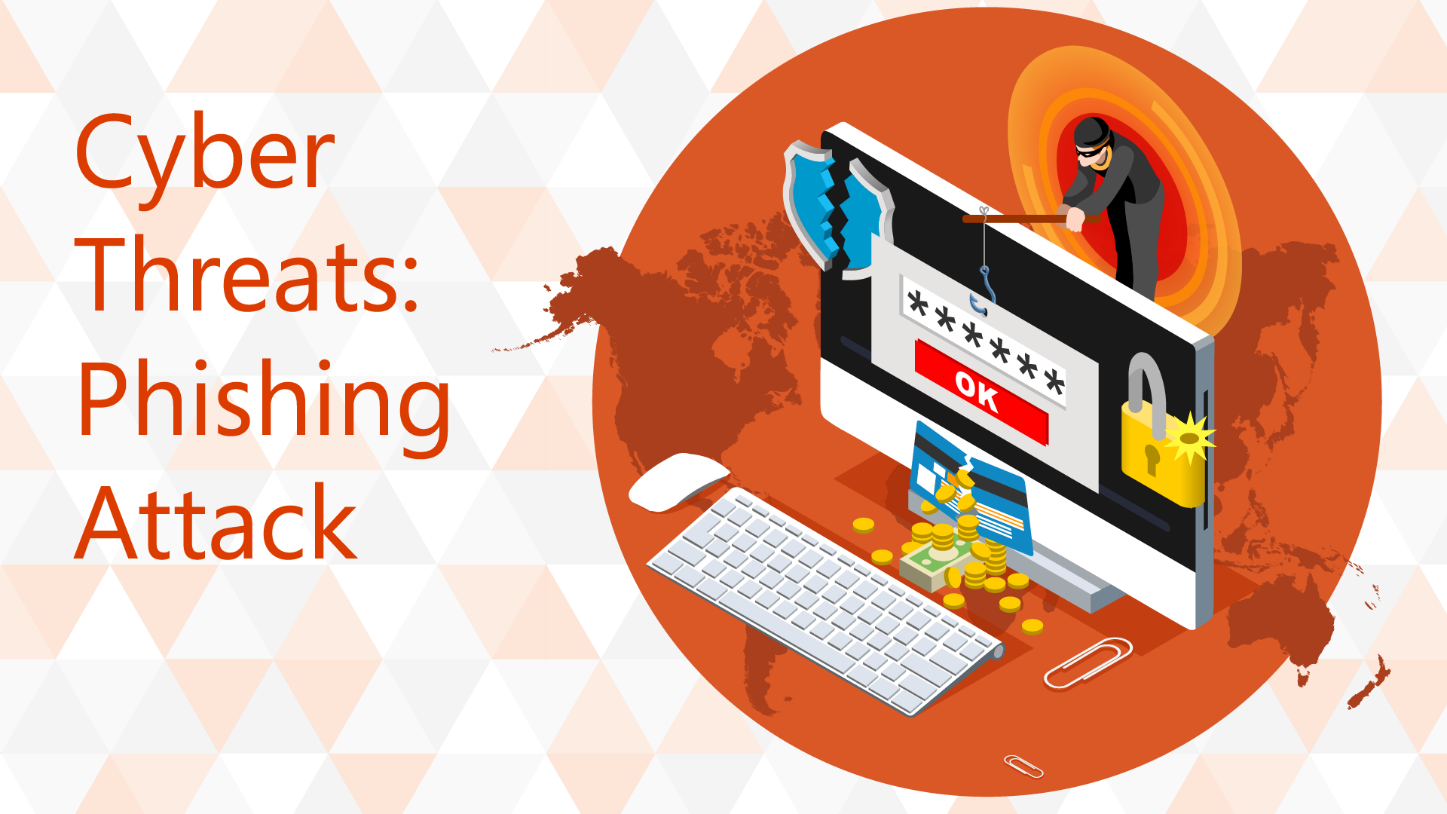 Cyber
Threats:
Phishing
Attack
******
OK